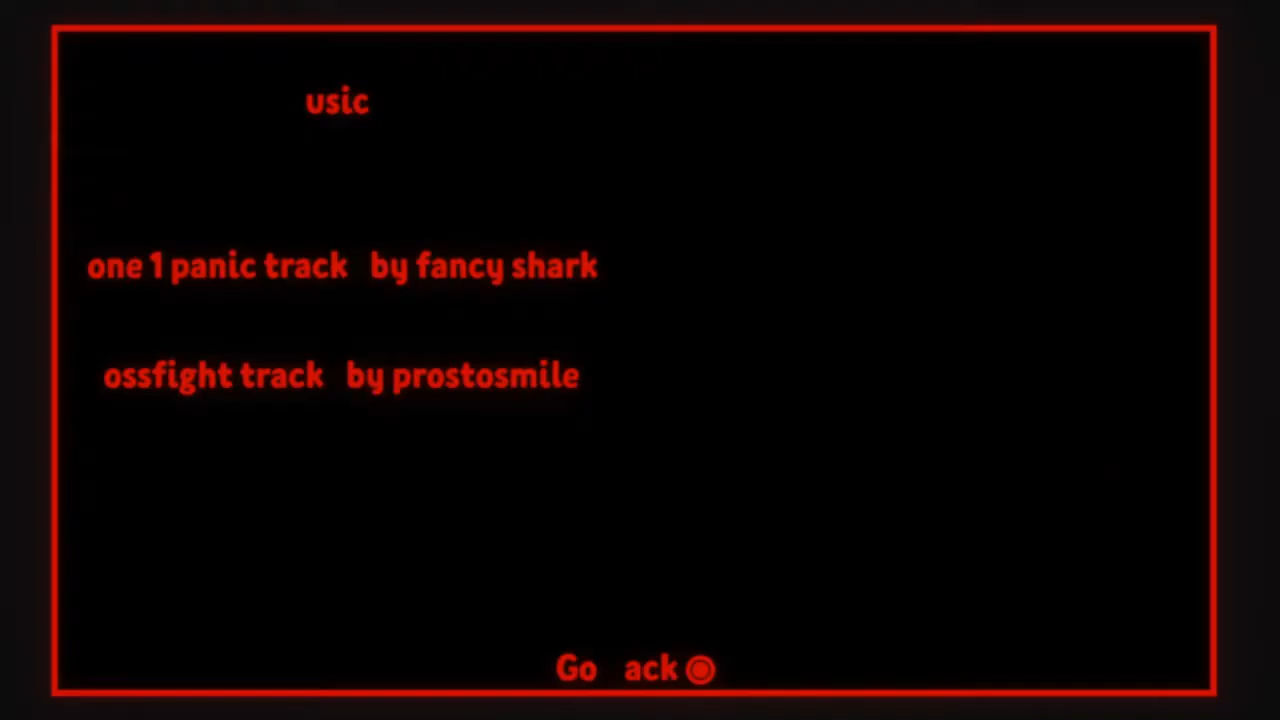 usic
one 1 panic track by fancy shark
ossfight track by prostosmile
Go ack